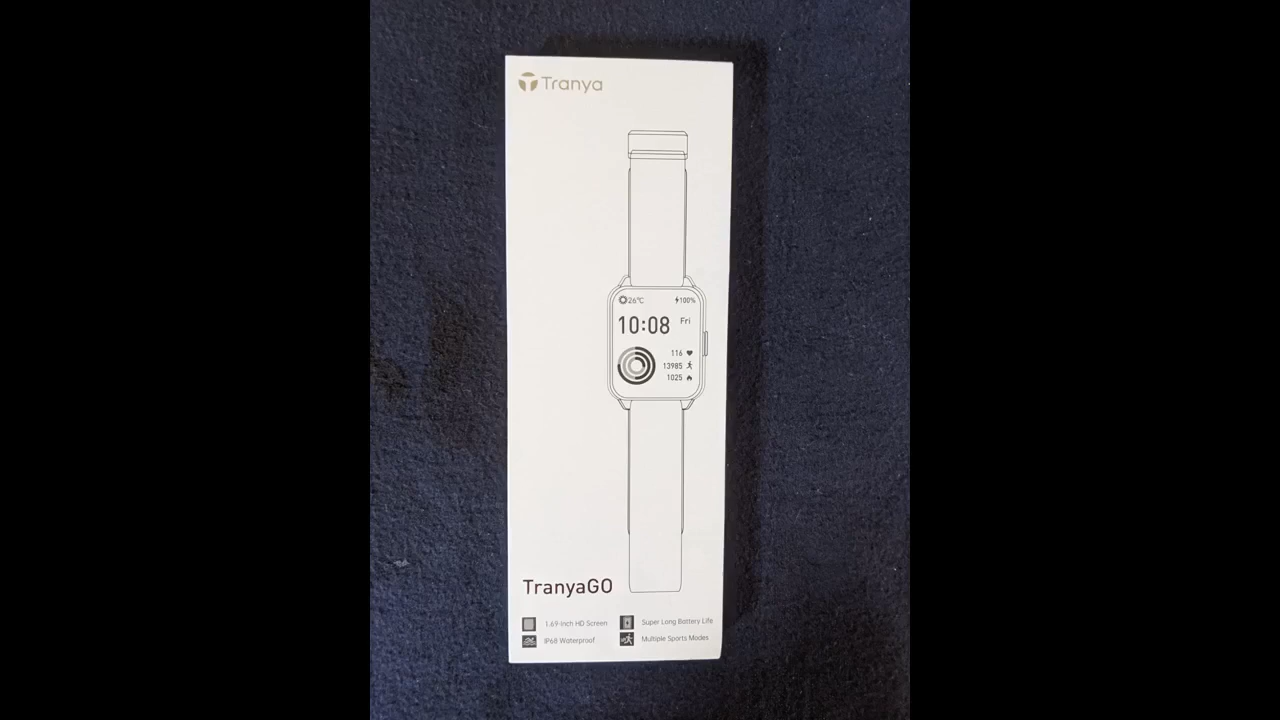 Tranya
26°C 100%
10:08 Fri
116
13985
1025
TranyaGO
1.69-inch HD Screen
Super Long Battery Life
IP68 Waterproof
Multiple Sports Modes